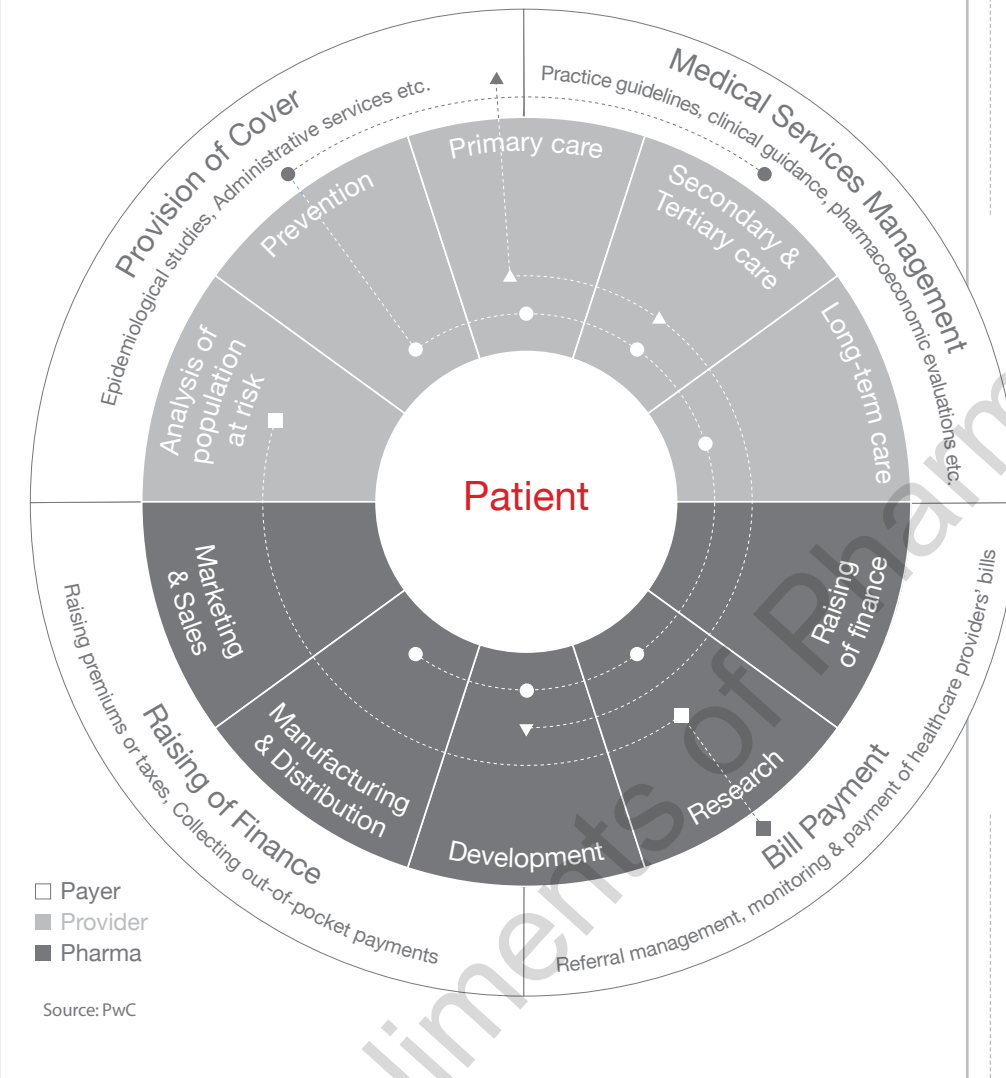 Provision of Cover
Epidemiological studies, Administrative services etc.
Medical Services Management
Practice guidelines, clinical guidance, pharmacoeconomic evaluations etc.
Analysis of
population
at risk
Prevention
Primary care
Secondary &
Tertiary care
Long-term care
Patient
Marketing
& Sales
Manufacturing
& Distribution
Development
Research
Raising
of finance
Raising of Finance
Raising premiums or taxes, Collecting out-of-pocket payments
Bill Payment
Referral management, monitoring & payment of healthcare providers' bills
Payer
Provider
Pharma
Source: PwC
liments of Pharm